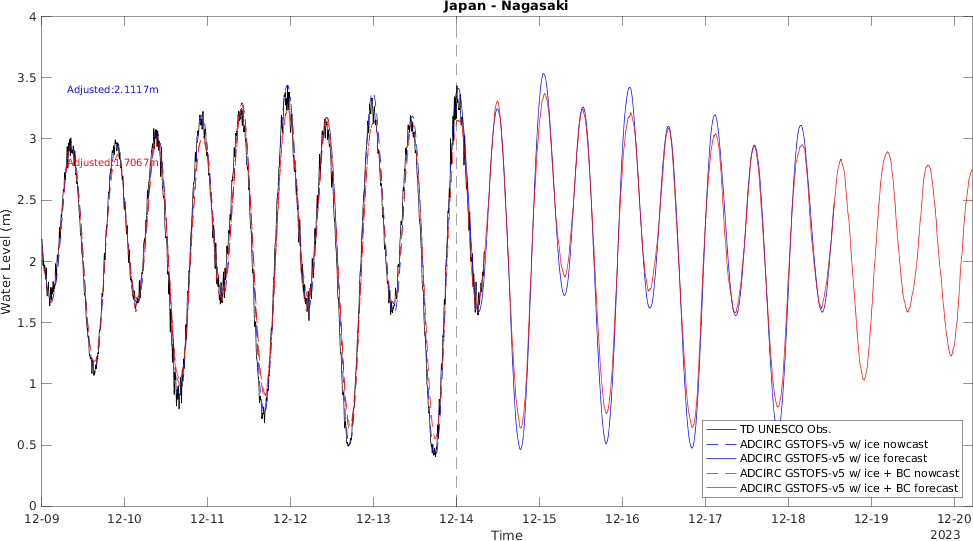 Japan - Nagasaki
4
3.5
3
2.5
2
1.5
1
0.5
0
Water Level (m)
Adjusted:2.1117m
Adjusted:1.7067m
TD UNESCO Obs.
ADCIRC GSTOFS-v5 w/ ice nowcast
ADCIRC GSTOFS-v5 w/ ice forecast
ADCIRC GSTOFS-v5 w/ ice + BC nowcast
ADCIRC GSTOFS-v5 w/ ice + BC forecast
12-09 12-10 12-11 12-12 12-13 12-14 12-15 12-16 12-17 12-18 12-19 12-20
Time
2023